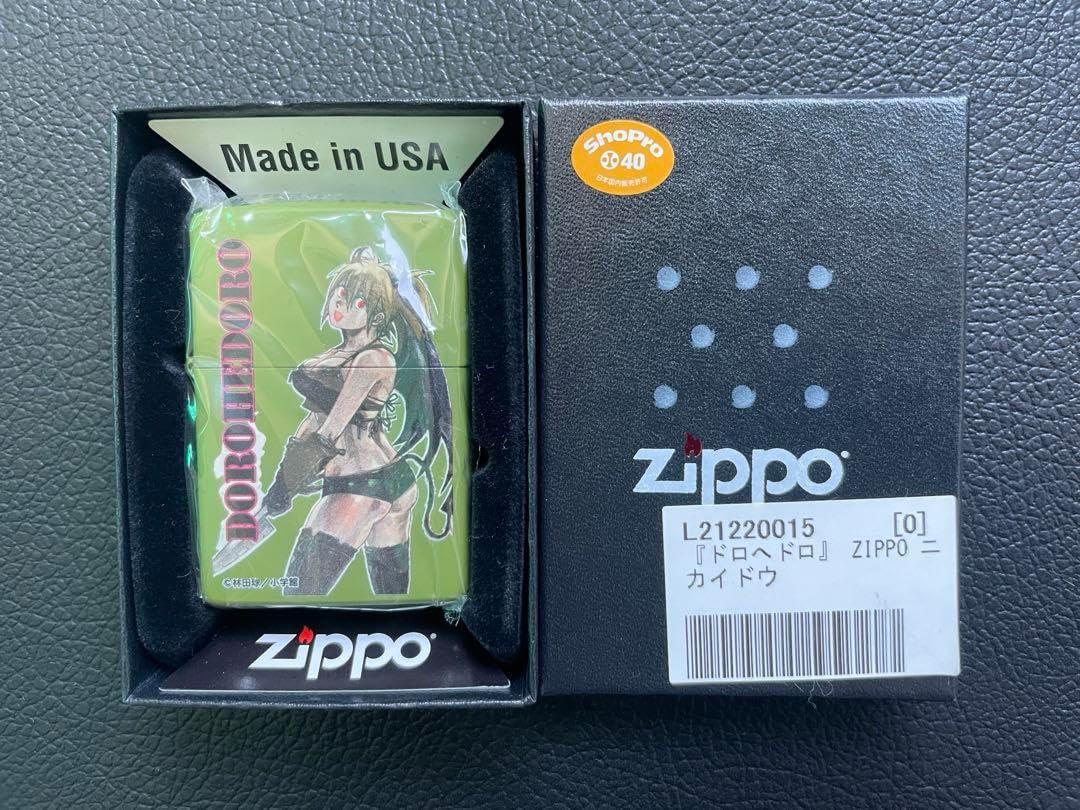 Made in USA
DOROHEDORO
©林田球/小学館
zippo
ShoPro
40
日本国内販売許可
zippo
L21220015 [0]
『ドロヘドロ』 ZIPPO ニ
カイドウ